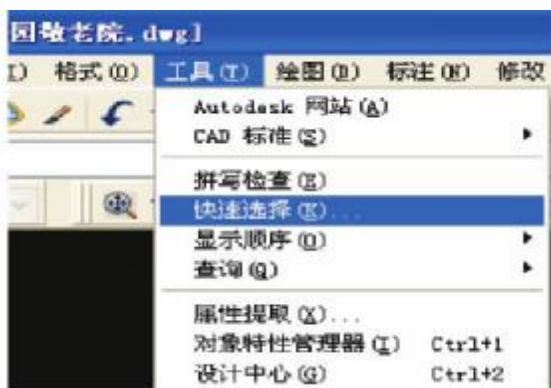 园敬老院.dwg]
格式(O) 工具(T) 绘图(D) 标注(N) 修改
Autodesk 网站(A)
CAD 标准(S)
拼写检查(E)
快速选择(K)...
显示顺序(O)
查询(Q)
属性提取(X)...
对象特性管理器(I) Ctrl+1
设计中心(G) Ctrl+2